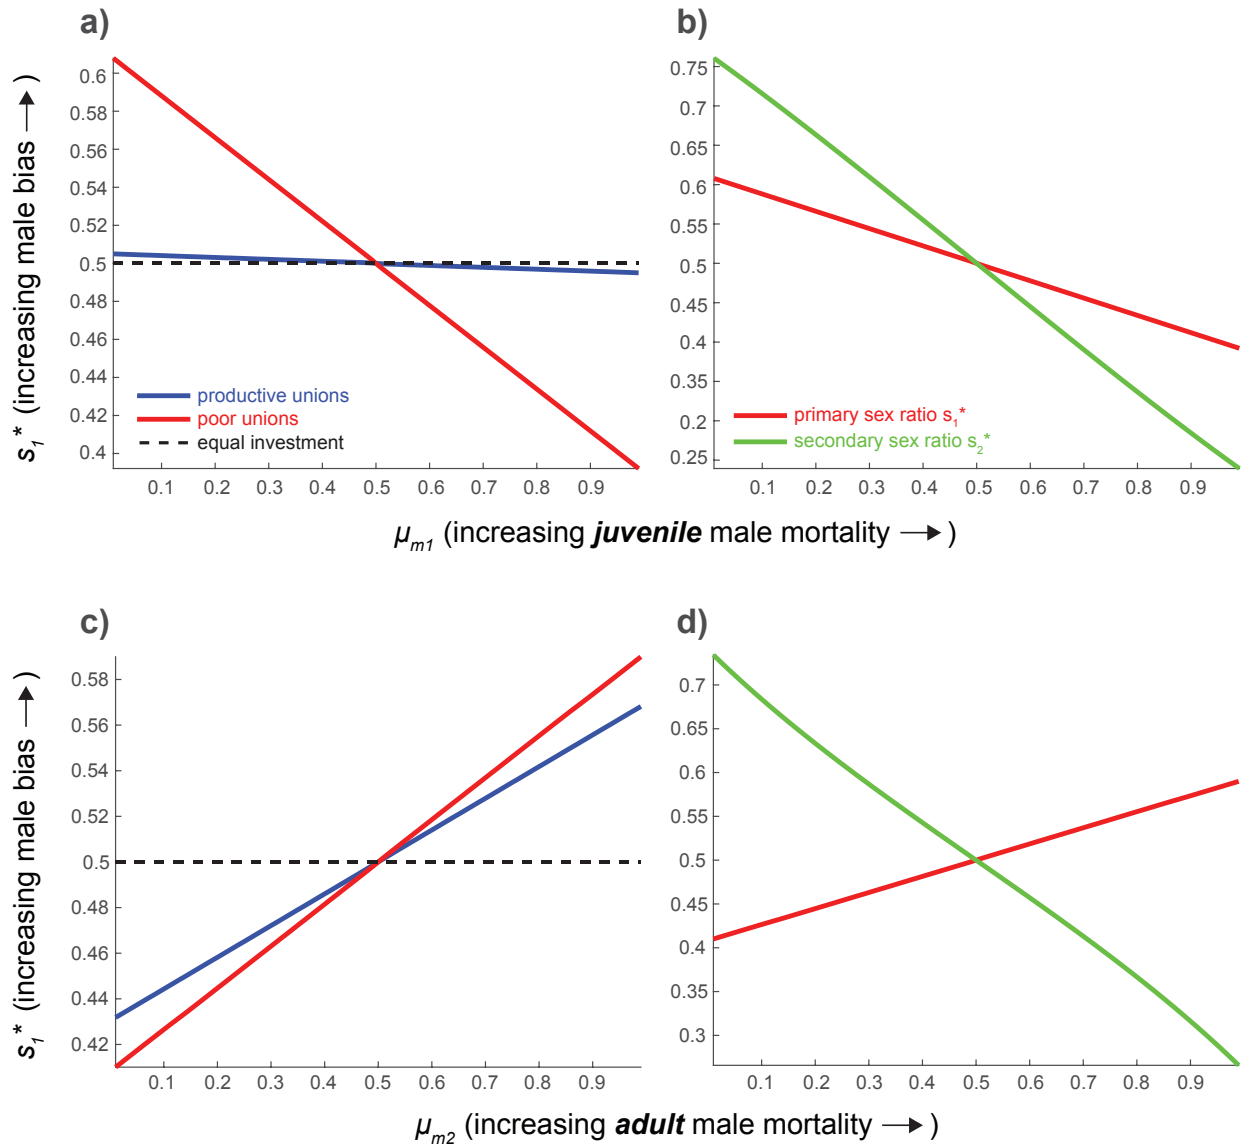 a)
s1* (increasing male bias → )
0.6
0.58
0.56
0.54
0.52
0.5
0.48
0.46
0.44
0.42
0.4
productive unions
poor unions
equal investment
0.1 0.2 0.3 0.4 0.5 0.6 0.7 0.8 0.9
b)
0.75
0.7
0.65
0.6
0.55
0.5
0.45
0.4
0.35
0.3
0.25
primary sex ratio s1*
secondary sex ratio s2*
0.1 0.2 0.3 0.4 0.5 0.6 0.7 0.8 0.9
μm1 (increasing juvenile male mortality → )
c)
s1* (increasing male bias → )
0.58
0.56
0.54
0.52
0.5
0.48
0.46
0.44
0.42
0.1 0.2 0.3 0.4 0.5 0.6 0.7 0.8 0.9
d)
0.7
0.65
0.6
0.55
0.5
0.45
0.4
0.35
0.3
0.1 0.2 0.3 0.4 0.5 0.6 0.7 0.8 0.9
μm2 (increasing adult male mortality → )